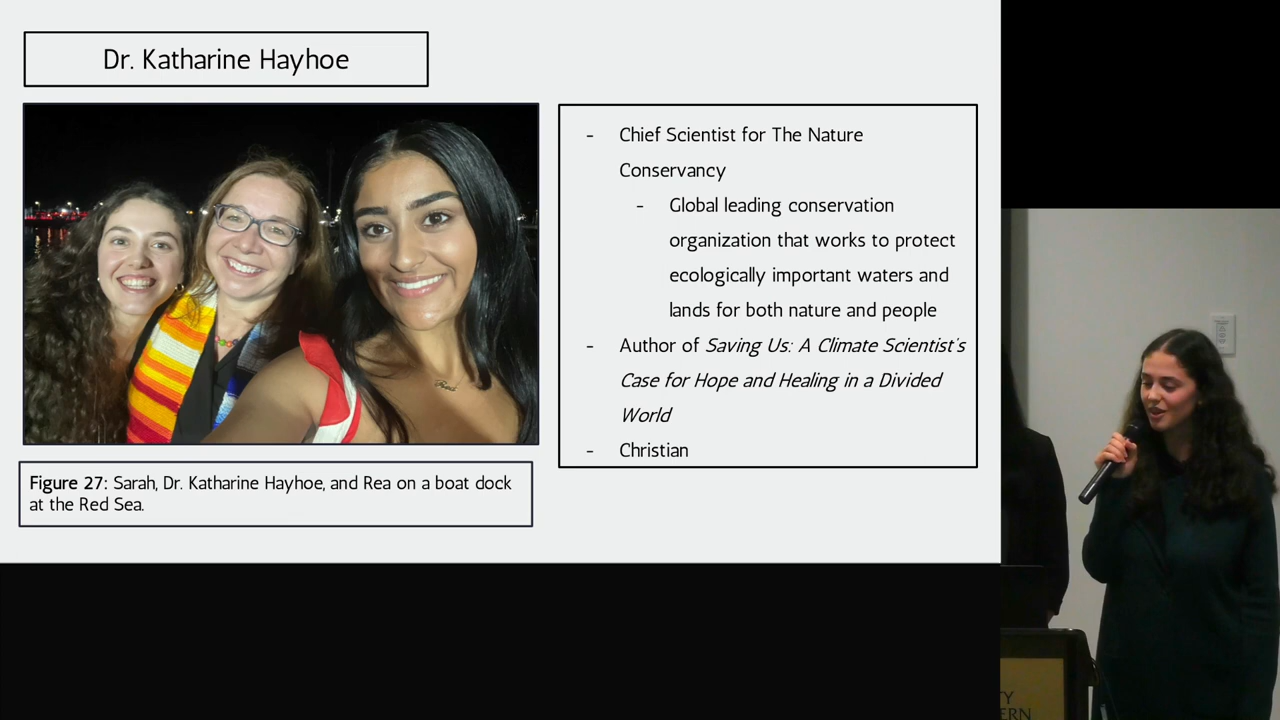 Dr. Katharine Hayhoe
- Chief Scientist for The Nature
Conservancy
- Global leading conservation
organization that works to protect
ecologically important waters and
lands for both nature and people
- Author of Saving Us: A Climate Scientist's
Case for Hope and Healing in a Divided
World
- Christian
Figure 27: Sarah, Dr. Katharine Hayhoe, and Rea on a boat dock
at the Red Sea.
TY
ERN